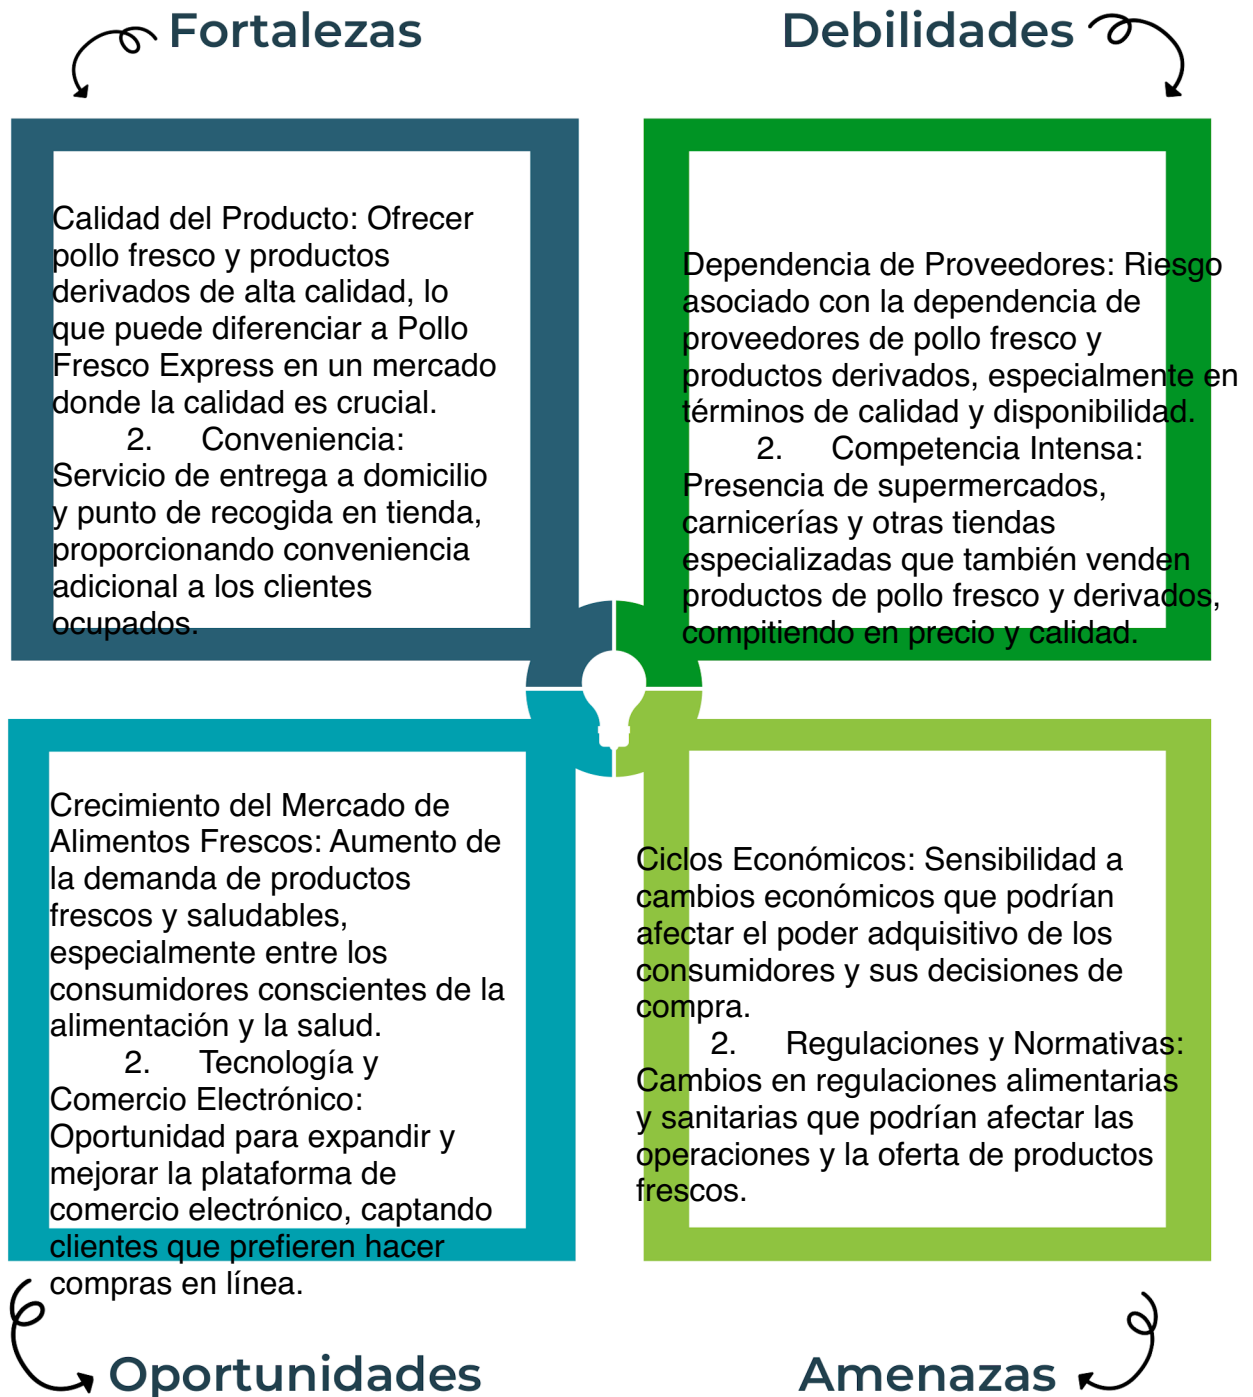 Fortalezas
Calidad del Producto: Ofrecer
pollo fresco y productos
derivados de alta calidad, lo
que puede diferenciar a Pollo
Fresco Express en un mercado
donde la calidad es crucial.
2. Conveniencia:
Servicio de entrega a domicilio
y punto de recogida en tienda,
proporcionando conveniencia
adicional a los clientes
ocupados.
Debilidades
Dependencia de Proveedores: Riesgo
asociado con la dependencia de
proveedores de pollo fresco y
productos derivados, especialmente en
términos de calidad y disponibilidad.
2. Competencia Intensa:
Presencia de supermercados,
carnicerías y otras tiendas
especializadas que también venden
productos de pollo fresco y derivados,
compitiendo en precio y calidad.
Crecimiento del Mercado de
Alimentos Frescos: Aumento de
la demanda de productos
frescos y saludables,
especialmente entre los
consumidores conscientes de la
alimentación y la salud.
2. Tecnología y
Comercio Electrónico:
Oportunidad para expandir y
mejorar la plataforma de
comercio electrónico, captando
clientes que prefieren hacer
compras en línea.
Oportunidades
Ciclos Económicos: Sensibilidad a
cambios económicos que podrían
afectar el poder adquisitivo de los
consumidores y sus decisiones de
compra.
2. Regulaciones y Normativas:
Cambios en regulaciones alimentarias
y sanitarias que podrían afectar las
operaciones y la oferta de productos
frescos.
Amenazas